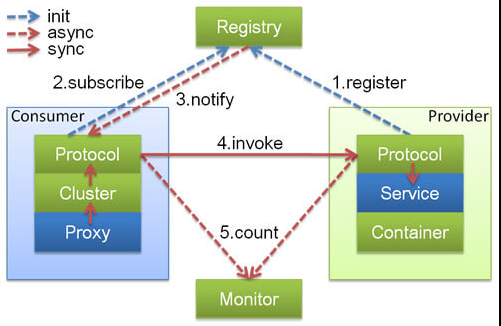 init
async
sync
Registry
2.subscribe
3.notify
1.register
Consumer
Provider
Protocol
Cluster
Proxy
4.invoke
Protocol
Service
Container
5.count
Monitor